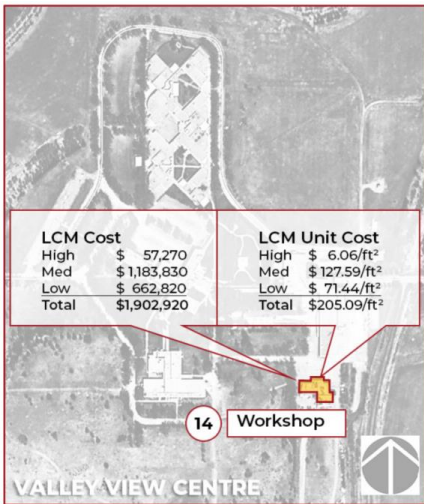 LCM Cost
High $ 57,270
Med $ 1,183,830
Low $ 662,820
Total $1,902,920
LCM Unit Cost
High $ 6.06/ft²
Med $ 127.59/ft²
Low $ 71.44/ft²
Total $205.09/ft²
14 Workshop
VALLEY VIEW CENTRE